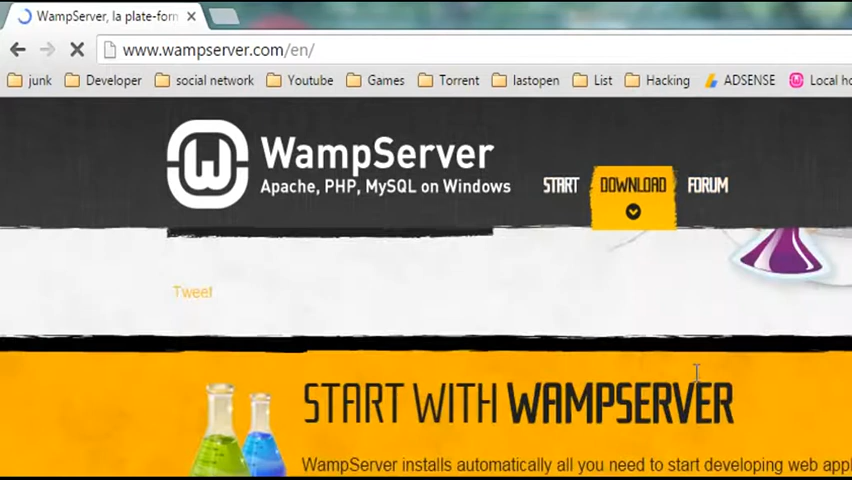 WampServer, la plate-form
www.wampserver.com/en/
junk Developer social network Youtube Games Torrent lastopen List Hacking ADSENSE Local ho
WampServer
Apache, PHP, MySQL on Windows
START DOWNLOAD FORUM
Tweet
START WITH WAMPSERVER
WampServer installs automatically all you need to start developing web appl